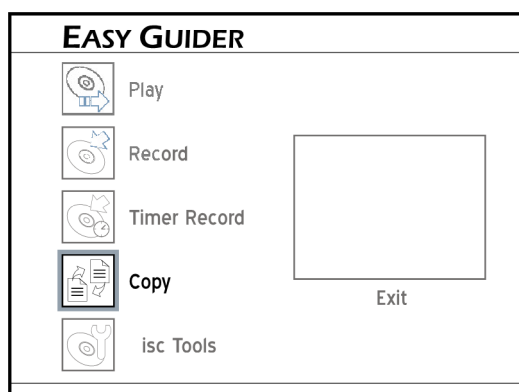 EASY GUIDER
Play
Record
Timer Record
Copy
Exit
isc Tools